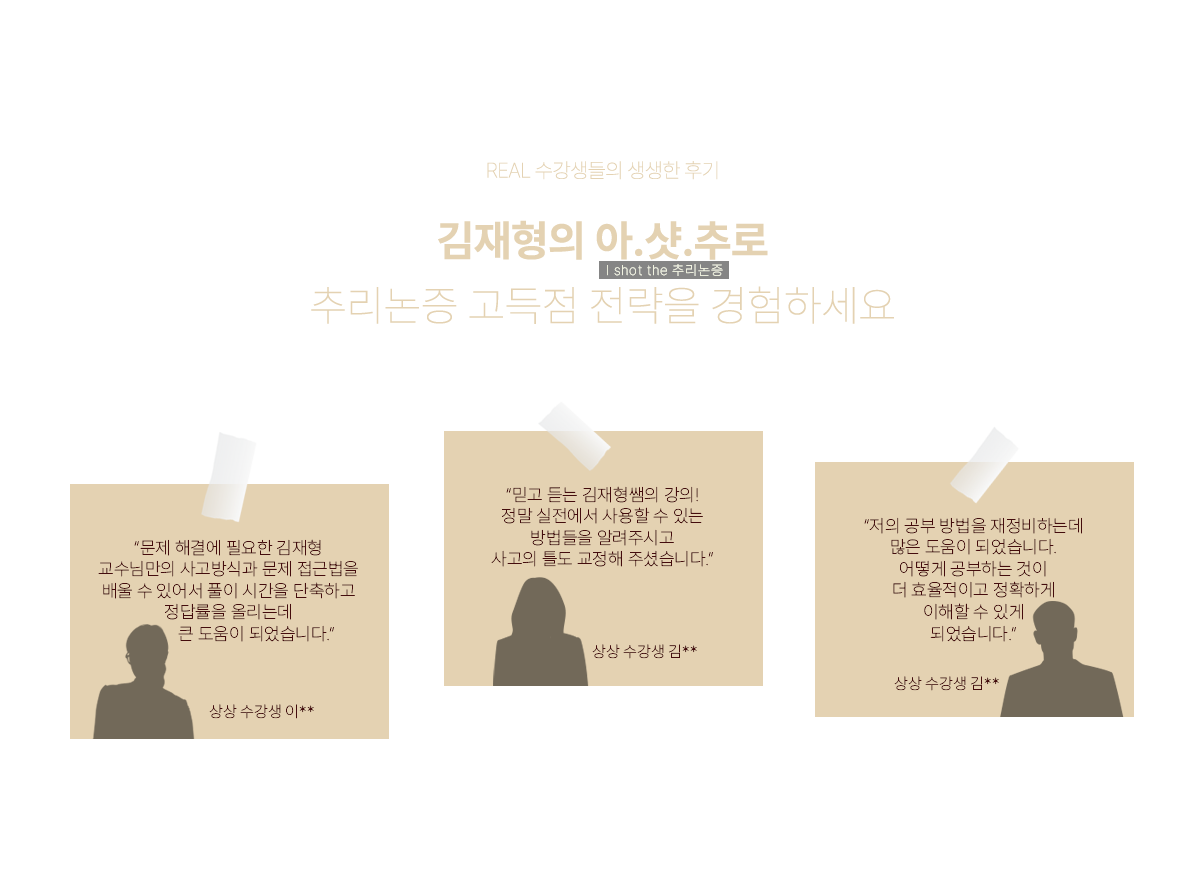 REAL 수강생들의 생생한 후기
김재형의 아.샷.추로
I shot the 추리논증
추리논증 고득점 전략을 경험하세요
“문제 해결에 필요한 김재형
교수님만의 사고방식과 문제 접근법을
배울 수 있어서 풀이 시간을 단축하고
정답률을 올리는데
큰 도움이 되었습니다.”
상상 수강생 이**
“믿고 듣는 김재형쌤의 강의!
정말 실전에서 사용할 수 있는
방법들을 알려주시고
사고의 틀도 교정해 주셨습니다.”
상상 수강생 김**
“저의 공부 방법을 재정비하는데
많은 도움이 되었습니다.
어떻게 공부하는 것이
더 효율적이고 정확하게
이해할 수 있게
되었습니다.”
상상 수강생 김**